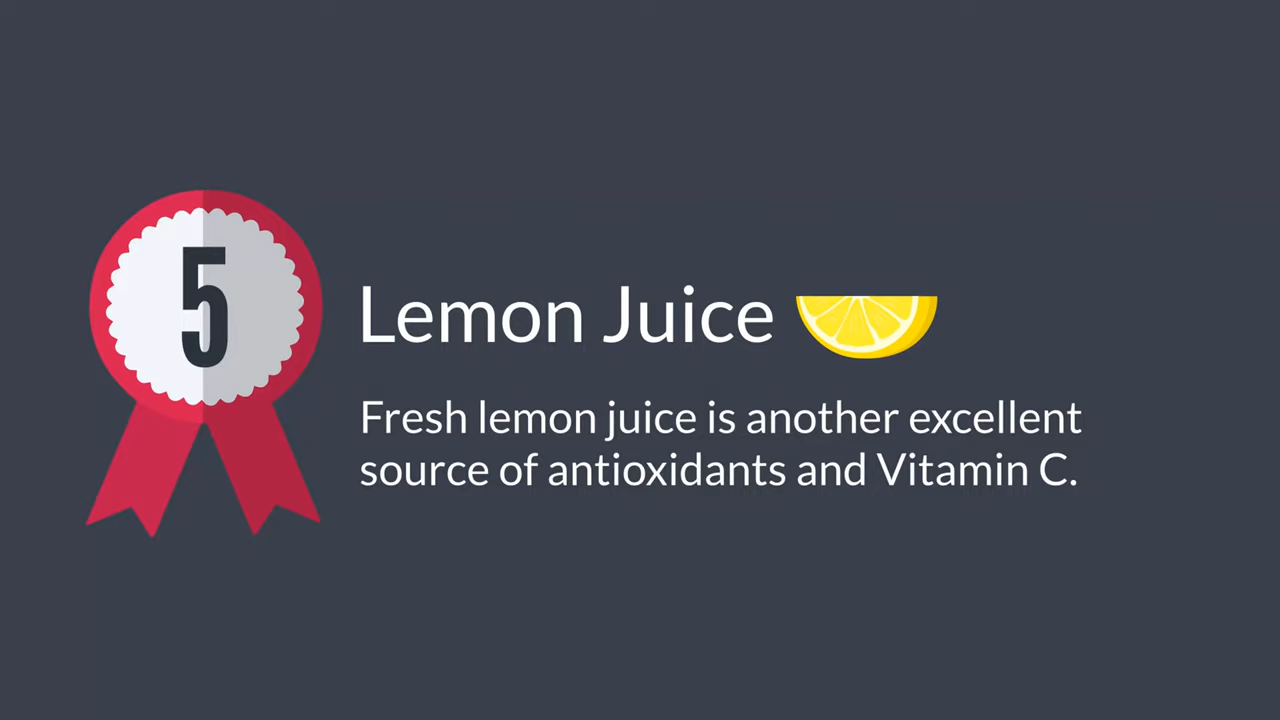 5
Lemon Juice
Fresh lemon juice is another excellent
source of antioxidants and Vitamin C.